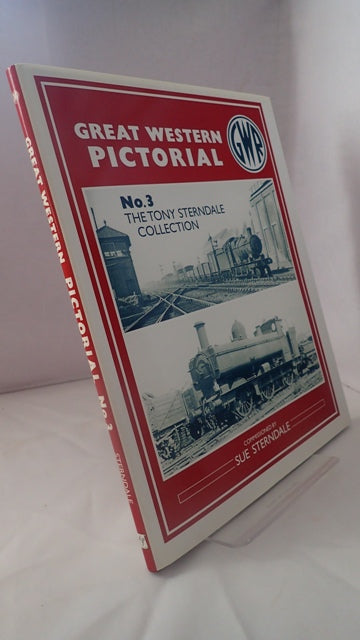 GREAT WESTERN
PICTORIAL
GWR
No.3
THE TONY STERNDALE
COLLECTION
COMMISSIONED BY
SUE STERNDALE
GREAT WESTERN PICTORIAL No.3
STERNDALE